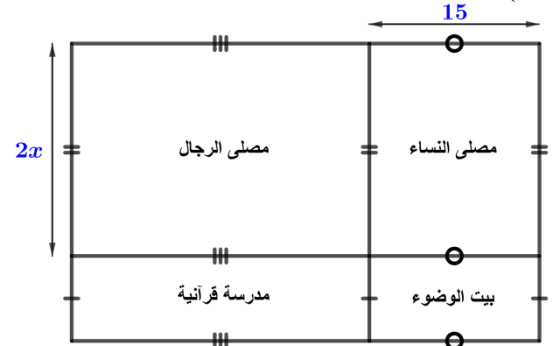 15
2x
مصلى الرجال
مصلى النساء
مدرسة قرآنية
بيت الوضوء